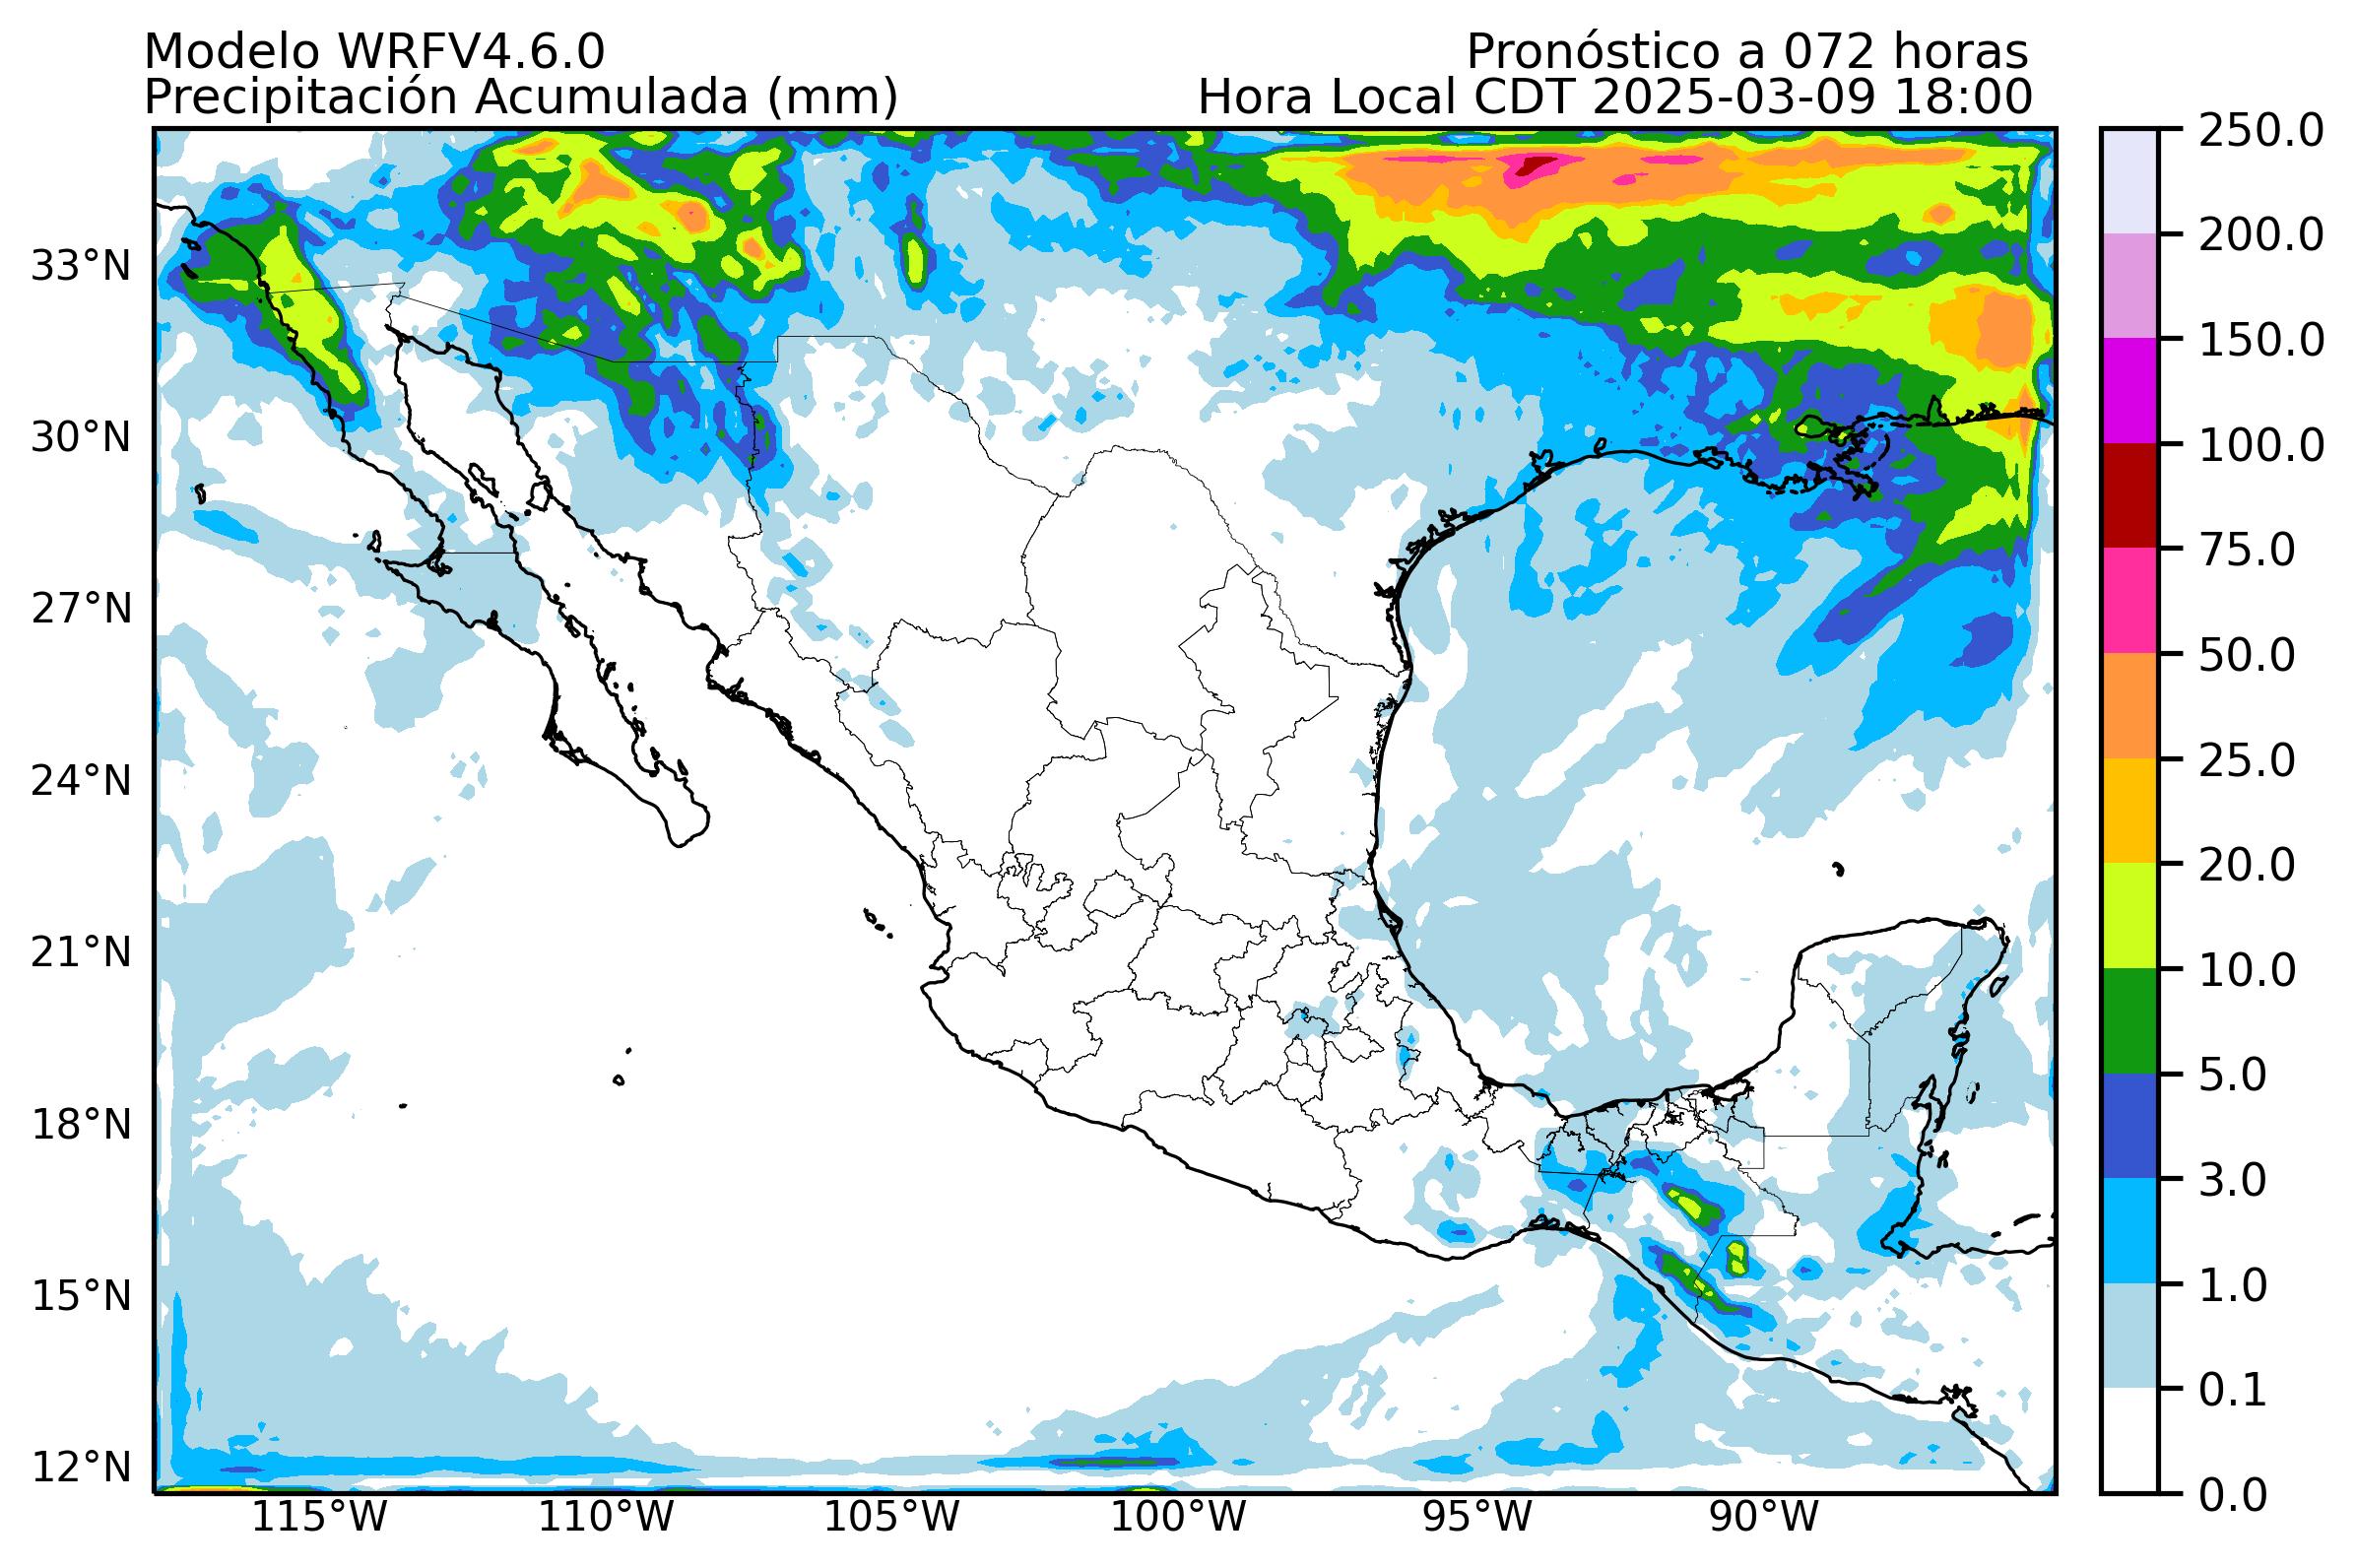 Modelo WRFV4.6.0 Pronóstico a 072 horas
Precipitación Acumulada (mm) Hora Local CDT 2025-03-09 18:00
250.0
200.0
33°N
150.0
30°N
100.0
75.0
27°N
50.0
25.0
24°N
20.0
21°N
10.0
5.0
18°N
3.0
15°N
1.0
0.1
12°N
0.0
115°W 110°W 105°W 100°W 95°W 90°W